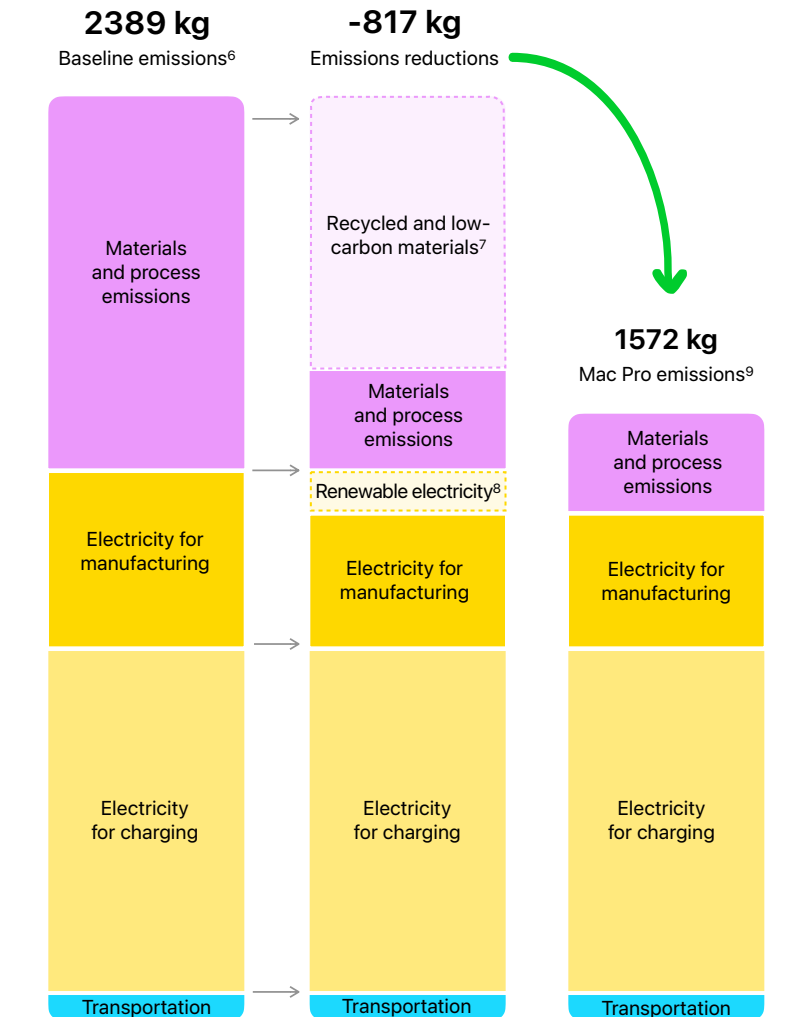 2389 kg
Baseline emissions⁶
-817 kg
Emissions reductions
Materials
and process
emissions
Electricity for
manufacturing
Electricity
for charging
Transportation
Recycled and low-
carbon materials⁷
Materials
and process
emissions
Renewable electricity⁸
Electricity for
manufacturing
Electricity
for charging
Transportation
1572 kg
Mac Pro emissions⁹
Materials
and process
emissions
Electricity for
manufacturing
Electricity
for charging
Transportation